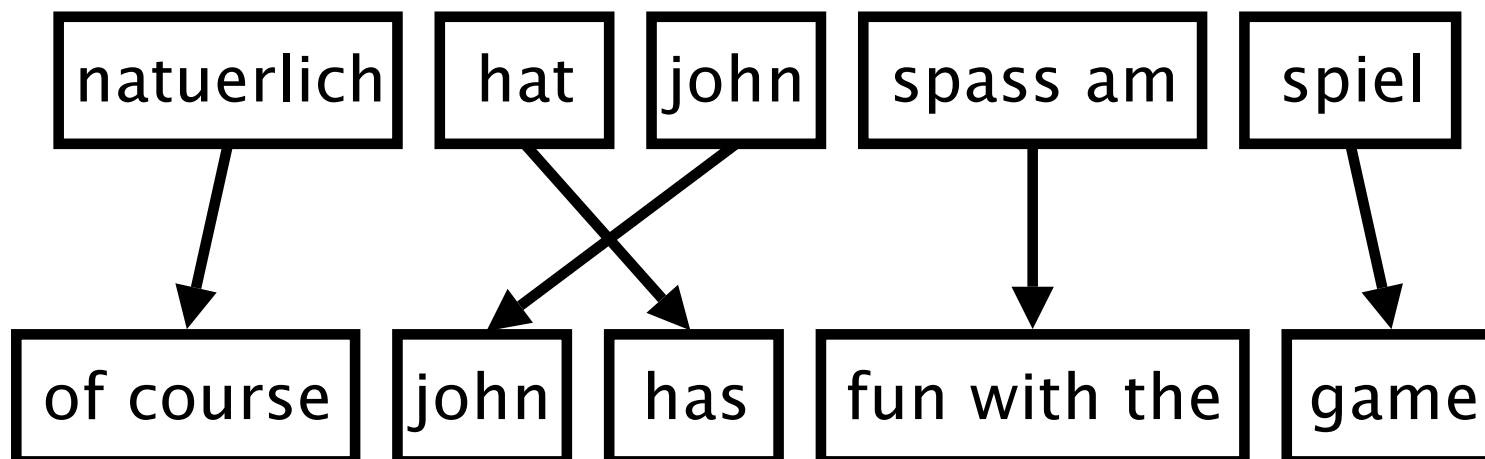 natuerlich hat john spass am spiel
of course john has fun with the game